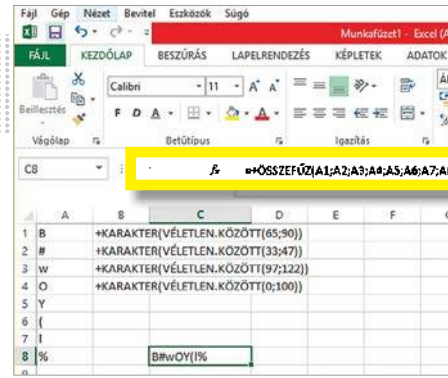 Fájl Gép Nézet Bevitel Eszközök Súgó
Munkafüzet1 - Excel (A
FÁJL KEZDŐLAP BESZÚRÁS LAPELRENDEZÉS KÉPLETEK ADATOK
Beillesztés
Calibri 11 A A
F D A A
Vágólap Betűtípus Igazítás
C8 fx =+ÖSSZEFŰZ(A1;A2;A3;A4;A5;A6;A7;A
A B C D E F
1 B +KARAKTER(VÉLETLEN.KÖZÖTT(65;90))
2 # +KARAKTER(VÉLETLEN.KÖZÖTT(33;47))
3 w +KARAKTER(VÉLETLEN.KÖZÖTT(97;122))
4 O +KARAKTER(VÉLETLEN.KÖZÖTT(0;100))
5 Y
6 (
7 I
8 % B#wOY(I%